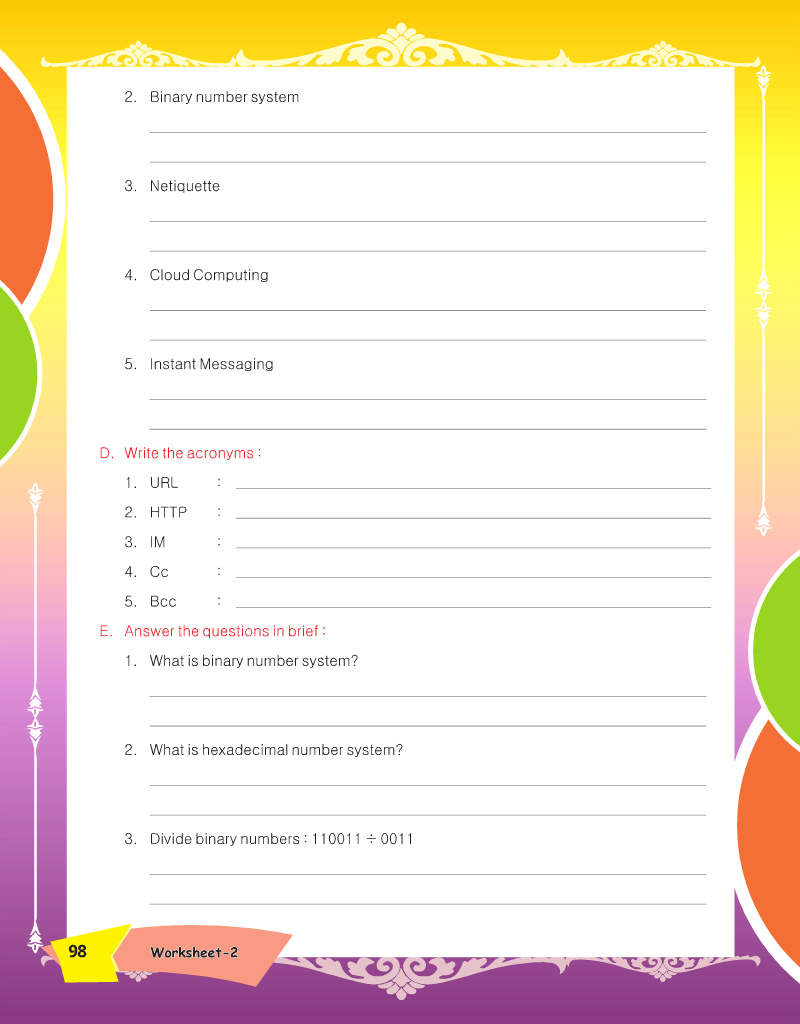 2. Binary number system
3. Netiquette
4. Cloud Computing
5. Instant Messaging
D. Write the acronyms :
1. URL :
2. HTTP :
3. IM :
4. Cc :
5. Bcc :
E. Answer the questions in brief :
1. What is binary number system?
2. What is hexadecimal number system?
3. Divide binary numbers : 110011 ÷ 0011
98 Worksheet-2